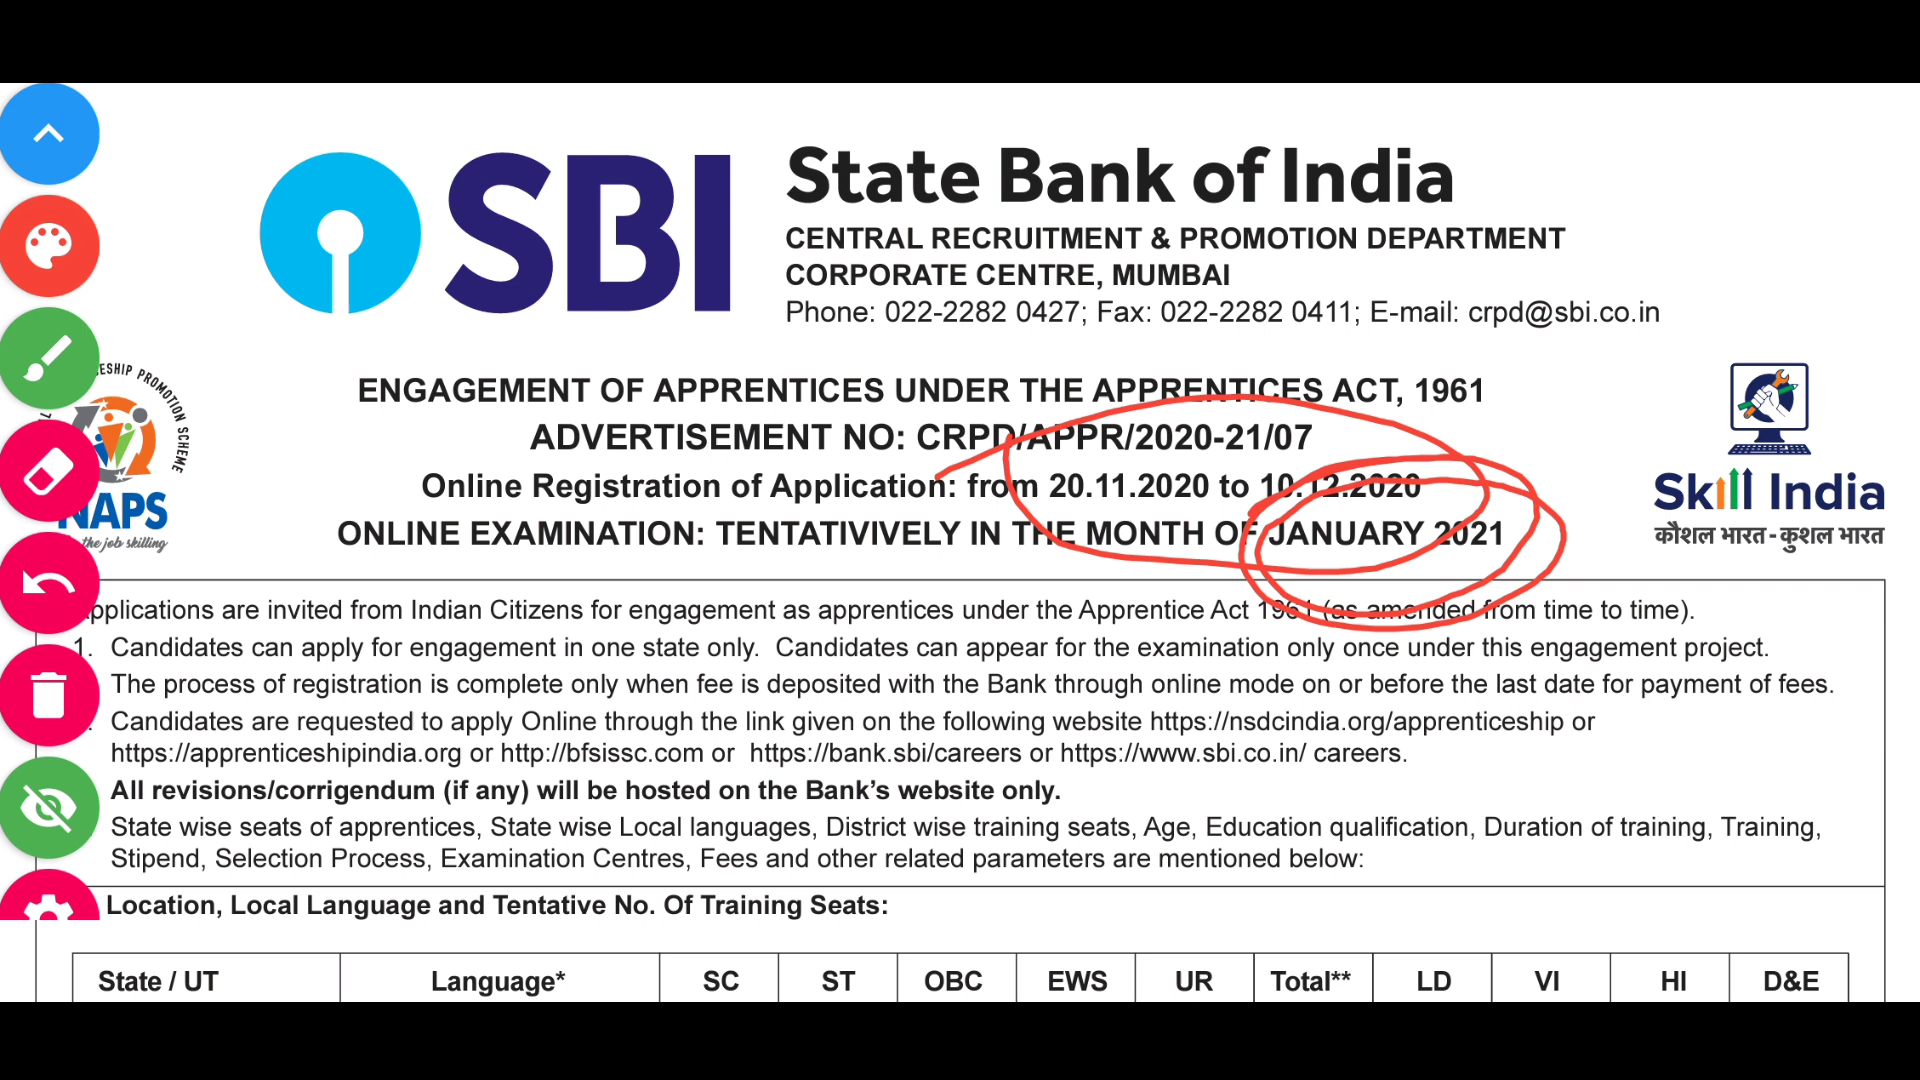 SBI
State Bank of India
CENTRAL RECRUITMENT & PROMOTION DEPARTMENT
CORPORATE CENTRE, MUMBAI
Phone: 022-2282 0427; Fax: 022-2282 0411; E-mail: crpd@sbi.co.in
PROMOTION SCHEME
NAPS
the job skilling
ENGAGEMENT OF APPRENTICES UNDER THE APPRENTICES ACT, 1961
ADVERTISEMENT NO: CRPD/APPR/2020-21/07
Online Registration of Application: from 20.11.2020 to 10.12.2020
ONLINE EXAMINATION: TENTATIVIVELY IN THE MONTH OF JANUARY 2021
Skill India
कौशल भारत - कुशल भारत
Applications are invited from Indian Citizens for engagement as apprentices under the Apprentice Act 1961 (as amended from time to time).
1. Candidates can apply for engagement in one state only. Candidates can appear for the examination only once under this engagement project.
The process of registration is complete only when fee is deposited with the Bank through online mode on or before the last date for payment of fees.
Candidates are requested to apply Online through the link given on the following website https://nsdcindia.org/apprenticeship or
https://apprenticeshipindia.org or http://bfsissc.com or https://bank.sbi/careers or https://www.sbi.co.in/ careers.
All revisions/corrigendum (if any) will be hosted on the Bank's website only.
State wise seats of apprentices, State wise Local languages, District wise training seats, Age, Education qualification, Duration of training, Training,
Stipend, Selection Process, Examination Centres, Fees and other related parameters are mentioned below:
Location, Local Language and Tentative No. Of Training Seats:
State / UT Language* SC ST OBC EWS UR Total** LD VI HI D&E